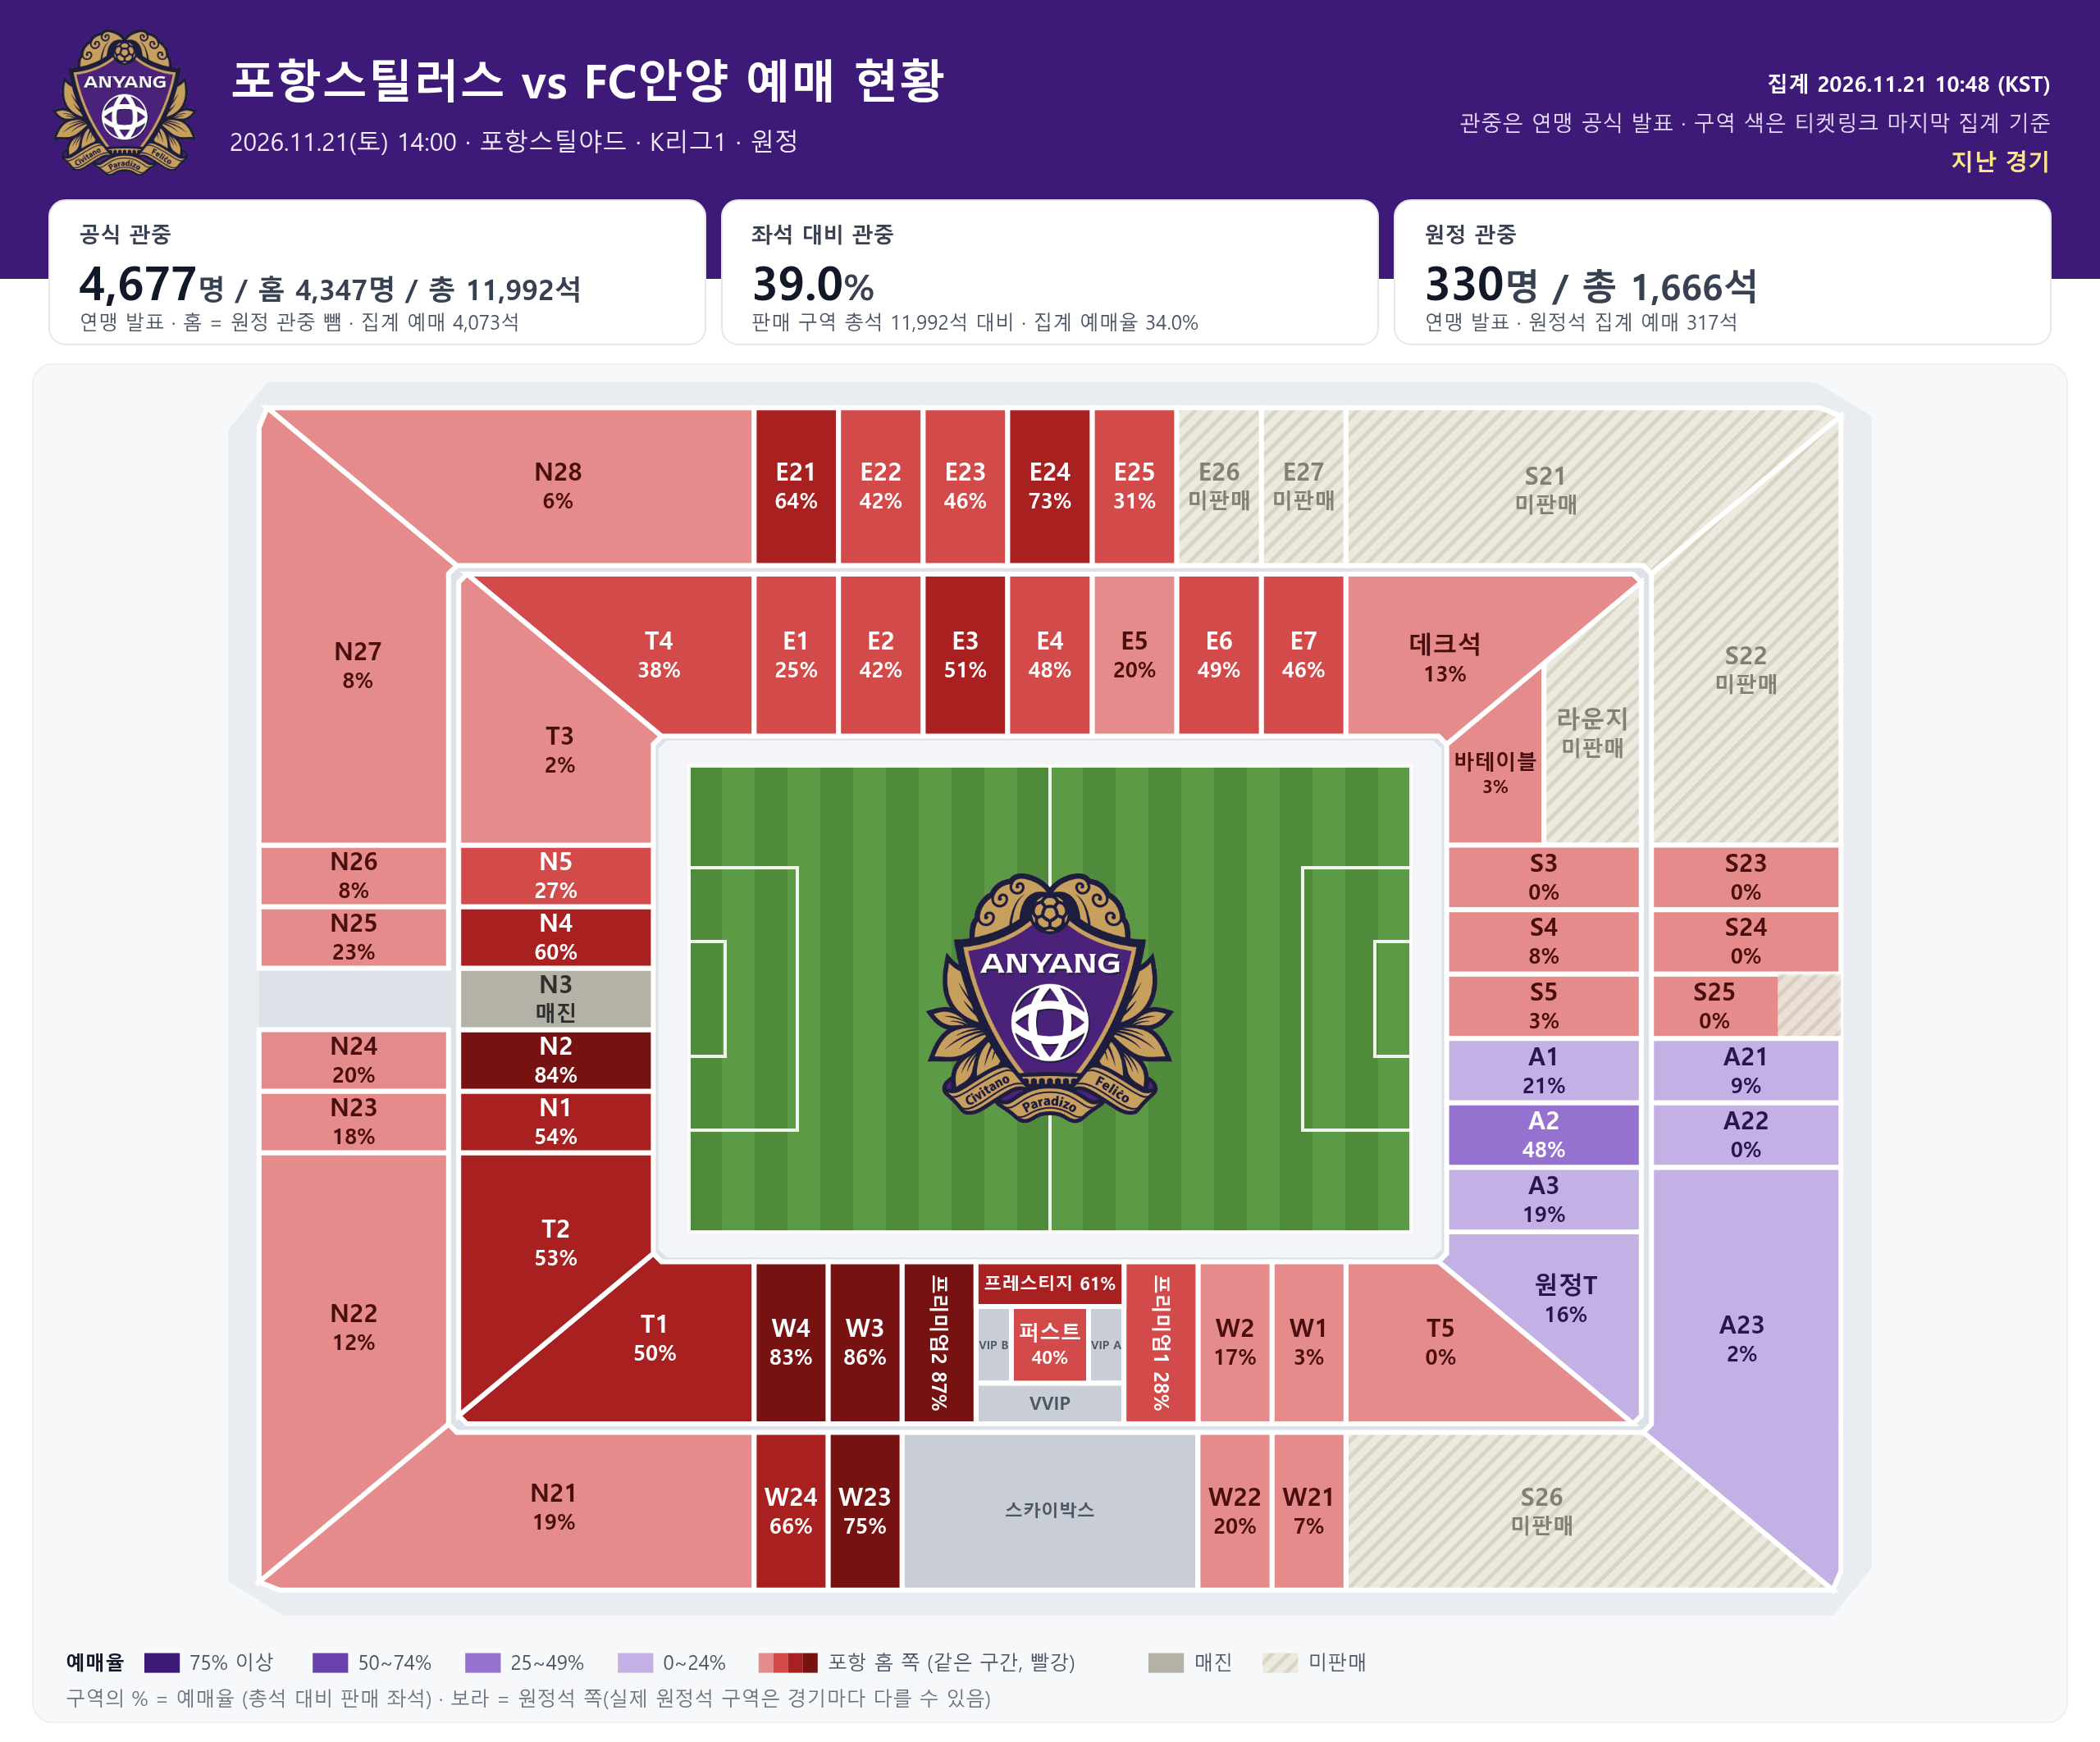 ANYANG
Civitano Paradizo Felico
포항스틸러스 vs FC안양 예매 현황
2026.11.21(토) 14:00 · 포항스틸야드 · K리그1 · 원정
집계 2026.11.21 10:48 (KST)
관중은 연맹 공식 발표 · 구역 색은 티켓링크 마지막 집계 기준
지난 경기
공식 관중
4,677명 / 홈 4,347명 / 총 11,992석
연맹 발표 · 홈 = 원정 관중 뺌 · 집계 예매 4,073석
좌석 대비 관중
39.0%
판매 구역 총석 11,992석 대비 · 집계 예매율 34.0%
원정 관중
330명 / 총 1,666석
연맹 발표 · 원정석 집계 예매 317석
N28
6%
E21
64%
E22
42%
E23
46%
E24
73%
E25
31%
E26
미판매
E27
미판매
S21
미판매
N27
8%
T4
38%
E1
25%
E2
42%
E3
51%
E4
48%
E5
20%
E6
49%
E7
46%
데크석
13%
S22
미판매
T3
2%
라운지
미판매
바테이블
3%
N26
8%
N5
27%
S3
0%
S23
0%
N25
23%
N4
60%
S4
8%
S24
0%
N3
매진
S5
3%
S25
0%
N24
20%
N2
84%
A1
21%
A21
9%
N23
18%
N1
54%
A2
48%
A22
0%
ANYANG
Civitano Paradizo Felico
A3
19%
T2
53%
원정T
16%
N22
12%
T1
50%
W4
83%
W3
86%
프리미엄2 87%
프레스티지 61%
VIP B
퍼스트
40%
VIP A
VVIP
프리미엄1 28%
W2
17%
W1
3%
T5
0%
A23
2%
N21
19%
W24
66%
W23
75%
스카이박스
W22
20%
W21
7%
S26
미판매
예매율 75% 이상 50~74% 25~49% 0~24% 포항 홈 쪽 (같은 구간, 빨강) 매진 미판매
구역의 % = 예매율 (총석 대비 판매 좌석) · 보라 = 원정석 쪽(실제 원정석 구역은 경기마다 다를 수 있음)